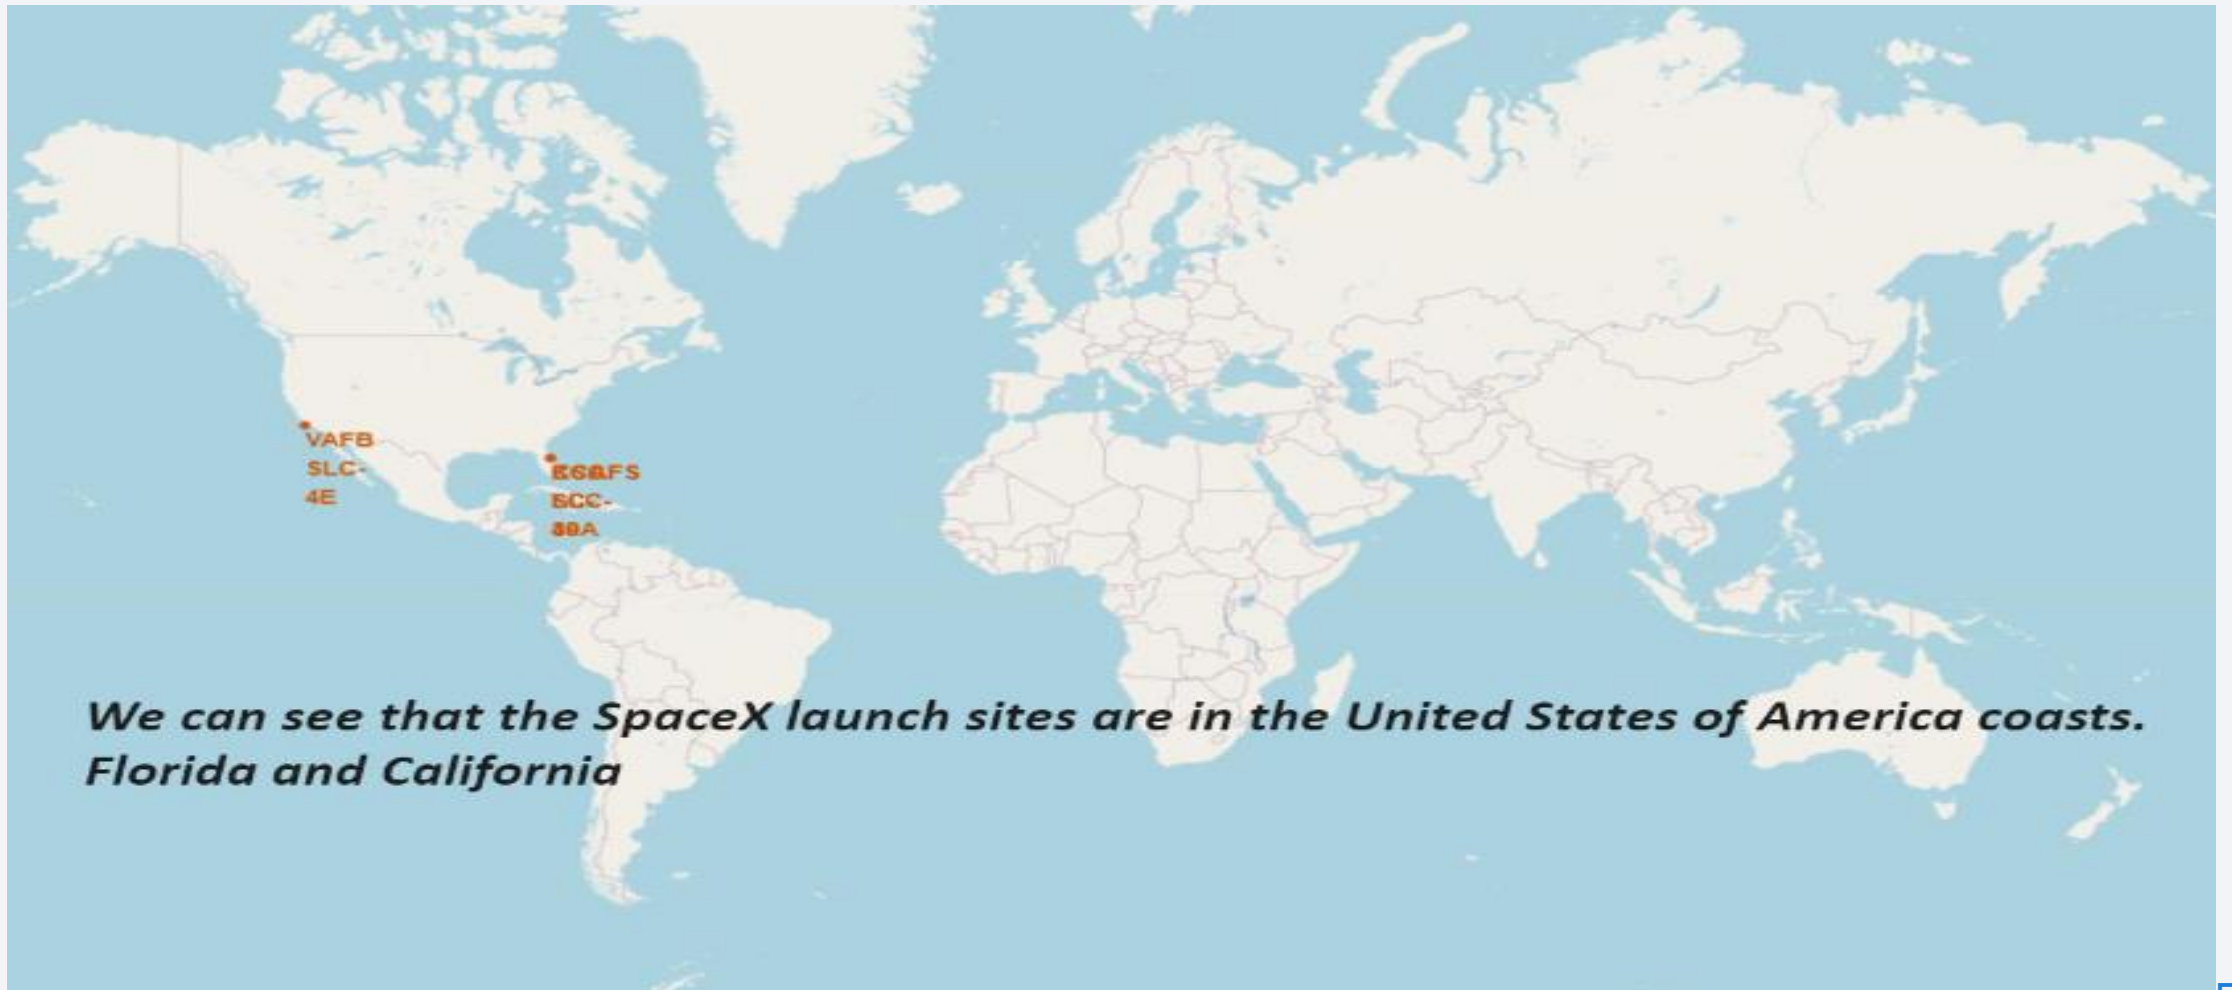 VAFB
SLC-
4E
We can see that the SpaceX launch sites are in the United States of America coasts.
Florida and California